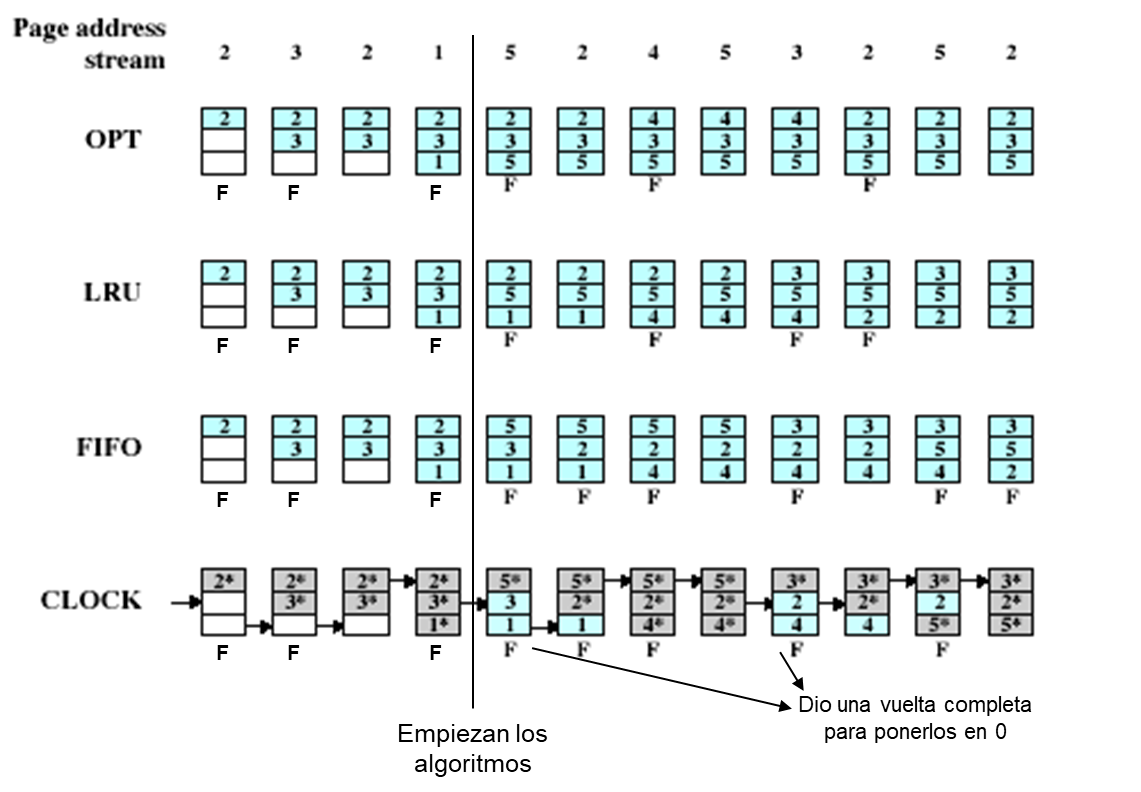 Page address
stream 2 3 2 1 5 2 4 5 3 2 5 2
2 2 2 2 2 2 4 4 4 2 2 2
OPT 3 3 3 3 3 3 3 3 3 3 3
1 5 5 5 5 5 5 5 5
F F F F F F
2 2 2 2 2 2 2 2 3 3 3 3
LRU 3 3 3 5 5 5 5 5 5 5 5
1 1 1 4 4 4 2 2 2
F F F F F F F
2 2 2 2 5 5 5 5 3 3 3 3
FIFO 3 3 3 3 2 2 2 2 2 5 5
1 1 1 4 4 4 4 4 2
F F F F F F F F F
2* 2* 2* 2* 5* 5* 5* 5* 3* 3* 3* 3*
CLOCK 3* 3* 3* 3 2* 2* 2* 2 2* 2 2*
1* 1 1 4* 4* 4 4 5* 5*
F F F F F F F F
Dio una vuelta completa
para ponerlos en 0
Empiezan los
algoritmos